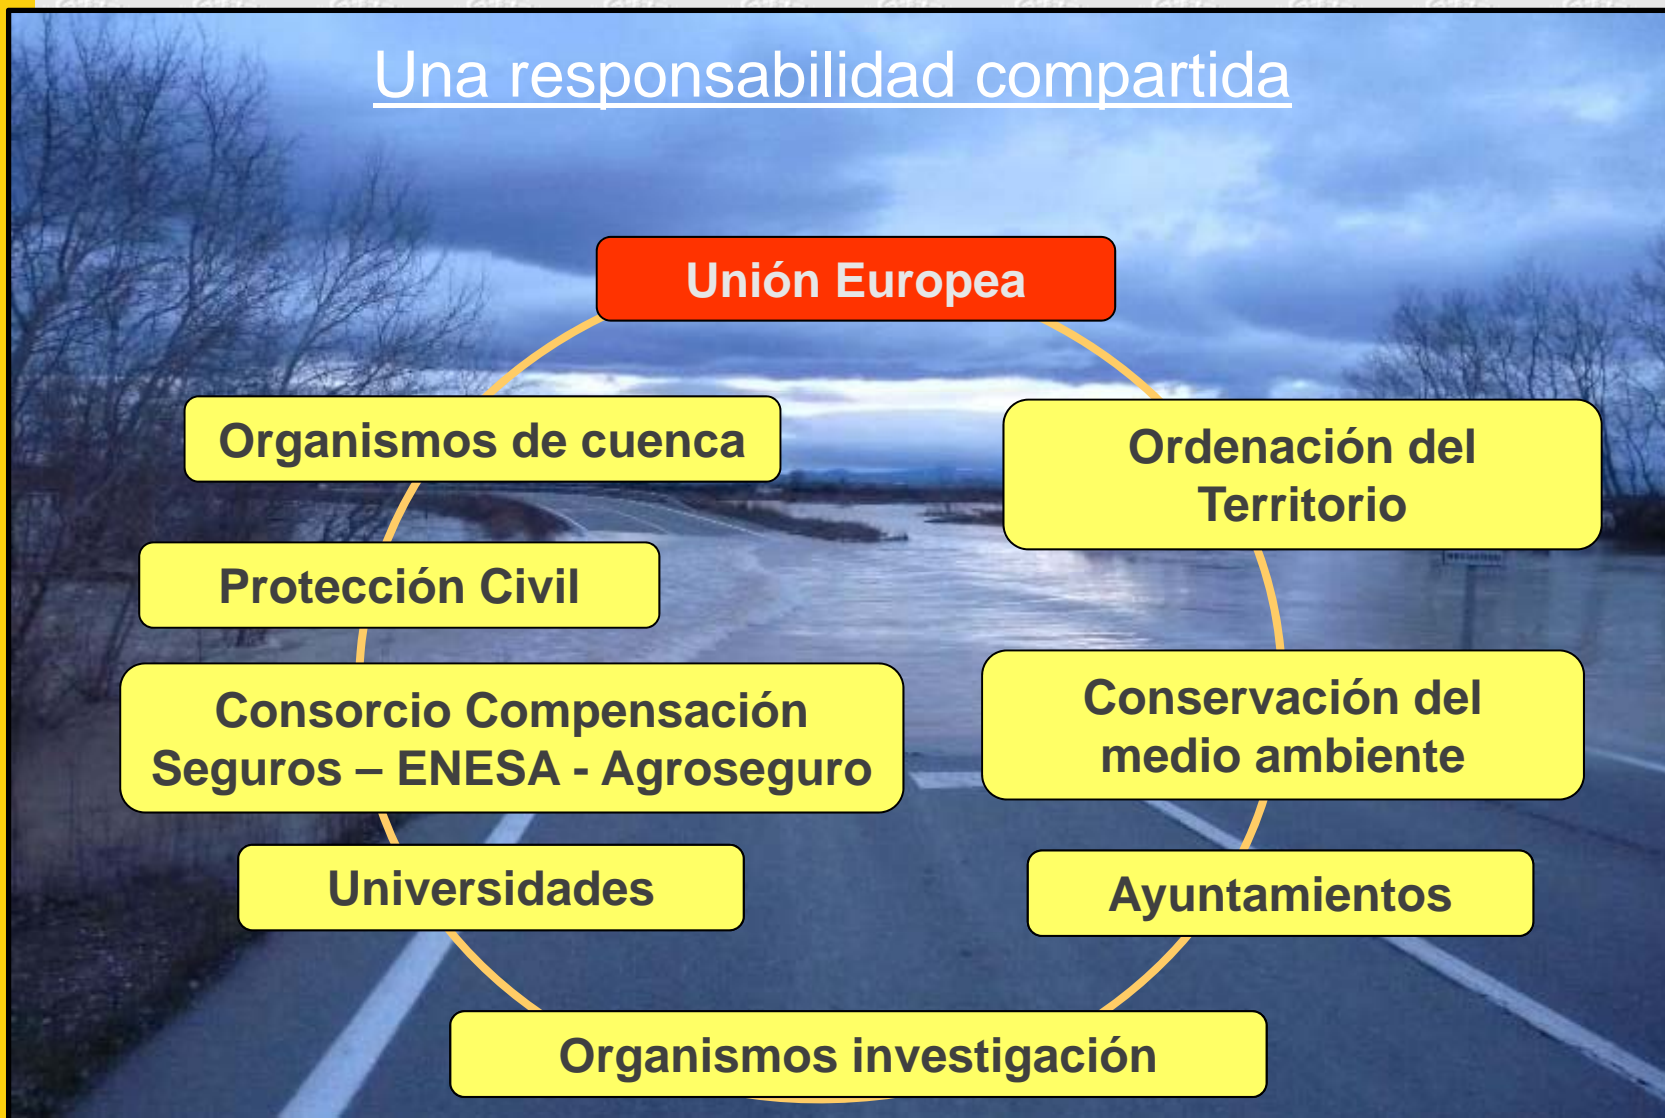 Una responsabilidad compartida
Unión Europea
Organismos de cuenca
Ordenación del
Territorio
Protección Civil
Consorcio Compensación
Seguros – ENESA - Agroseguro
Conservación del
medio ambiente
Universidades
Ayuntamientos
Organismos investigación